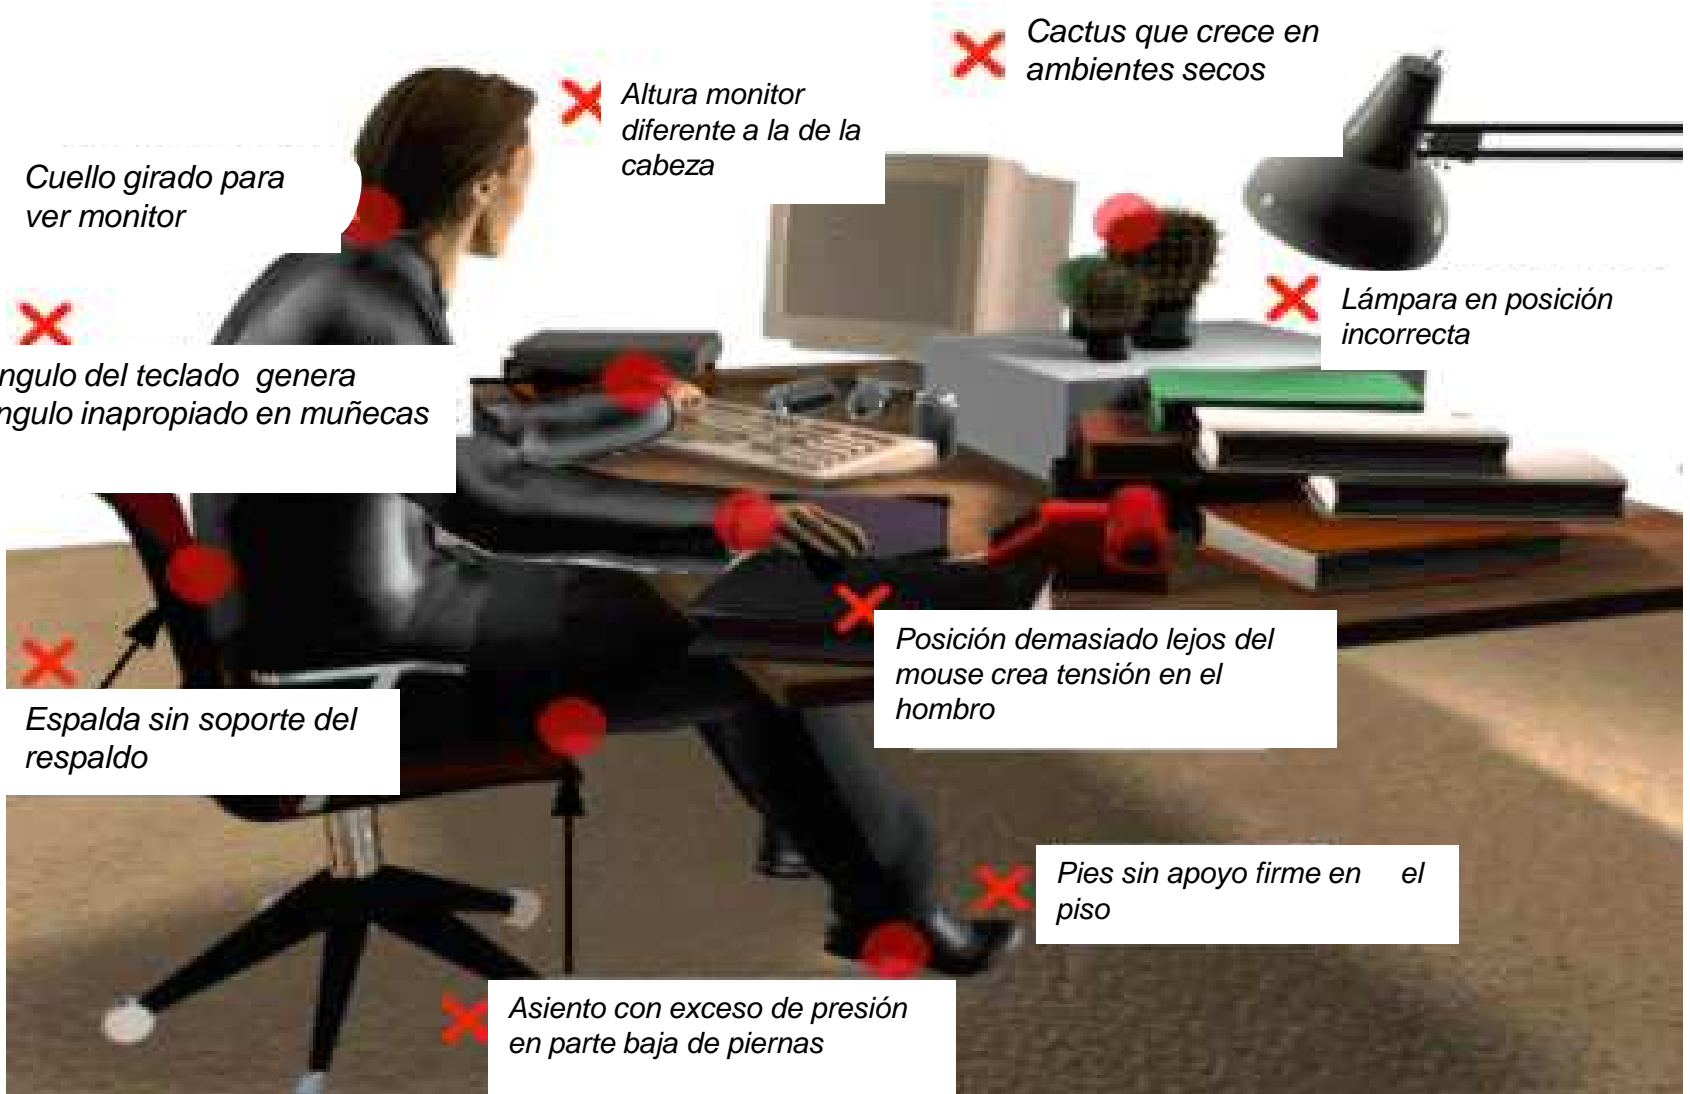 Cactus que crece en
ambientes secos
Altura monitor
diferente a la de la
cabeza
Cuello girado para
ver monitor
Lámpara en posición
incorrecta
ngulo del teclado genera
ngulo inapropiado en muñecas
Posición demasiado lejos del
mouse crea tensión en el
hombro
Espalda sin soporte del
respaldo
Pies sin apoyo firme en el
piso
Asiento con exceso de presión
en parte baja de piernas